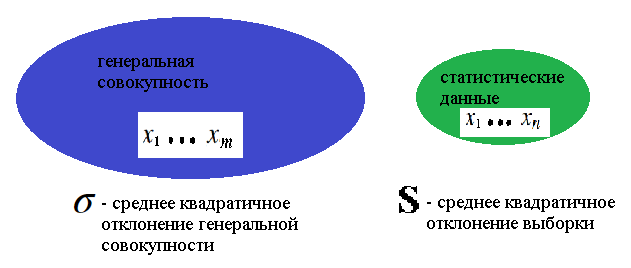 генеральная
совокупность
x₁ ... xₘ
σ - среднее квадратичное
отклонение генеральной
совокупности
статистические
данные
x₁ ... xₙ
S - среднее квадратичное
отклонение выборки